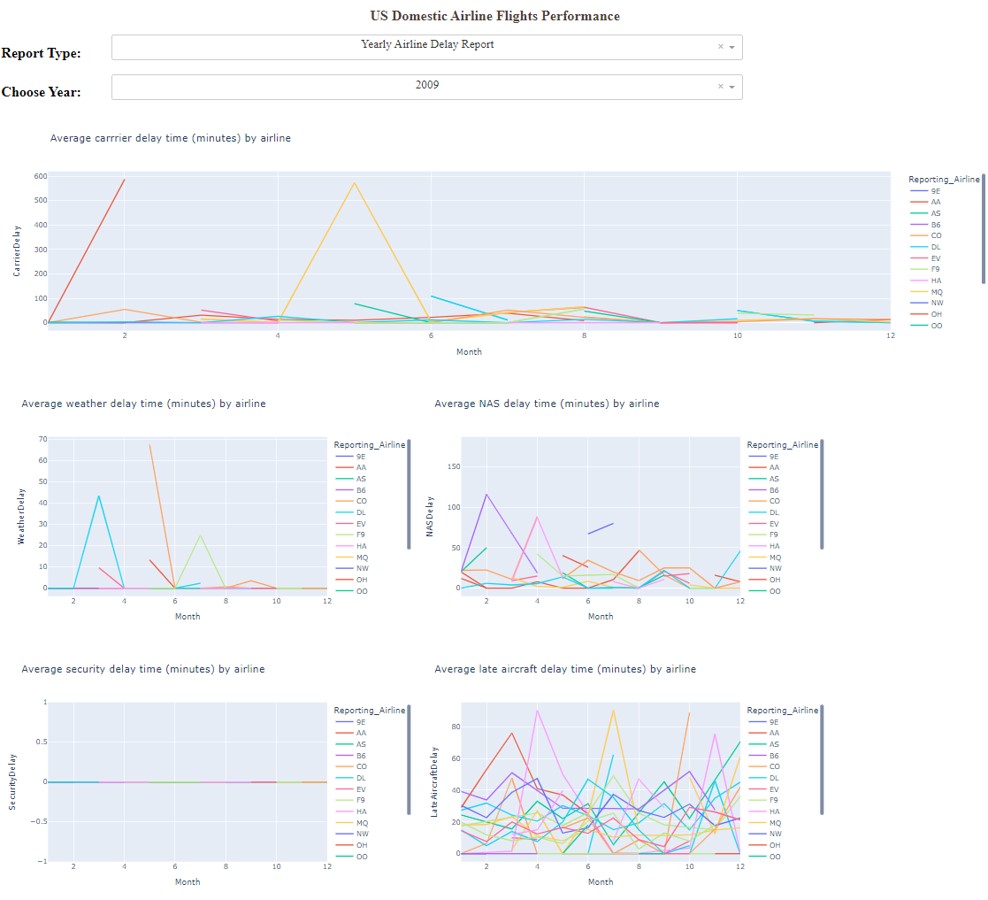 US Domestic Airline Flights Performance
Report Type:
Yearly Airline Delay Report
× 
Choose Year:
2009
× 
Average carrrier delay time (minutes) by airline
CarrierDelay
600
500
400
300
200
100
0
2
4
6
8
10
12
Month
Reporting_Airline
9E
AA
AS
B6
CO
DL
EV
F9
HA
MQ
NW
OH
OO
Average weather delay time (minutes) by airline
WeatherDelay
70
60
50
40
30
20
10
0
2
4
6
8
10
12
Month
Reporting_Airline
9E
AA
AS
B6
CO
DL
EV
F9
HA
MQ
NW
OH
OO
Average NAS delay time (minutes) by airline
NASDelay
150
100
50
0
2
4
6
8
10
12
Month
Reporting_Airline
9E
AA
AS
B6
CO
DL
EV
F9
HA
MQ
NW
OH
OO
Average security delay time (minutes) by airline
SecurityDelay
1
0.5
0
−0.5
−1
2
4
6
8
10
12
Month
Reporting_Airline
9E
AA
AS
B6
CO
DL
EV
F9
HA
MQ
NW
OH
OO
Average late aircraft delay time (minutes) by airline
LateAircraftDelay
80
60
40
20
0
2
4
6
8
10
12
Month
Reporting_Airline
9E
AA
AS
B6
CO
DL
EV
F9
HA
MQ
NW
OH
OO